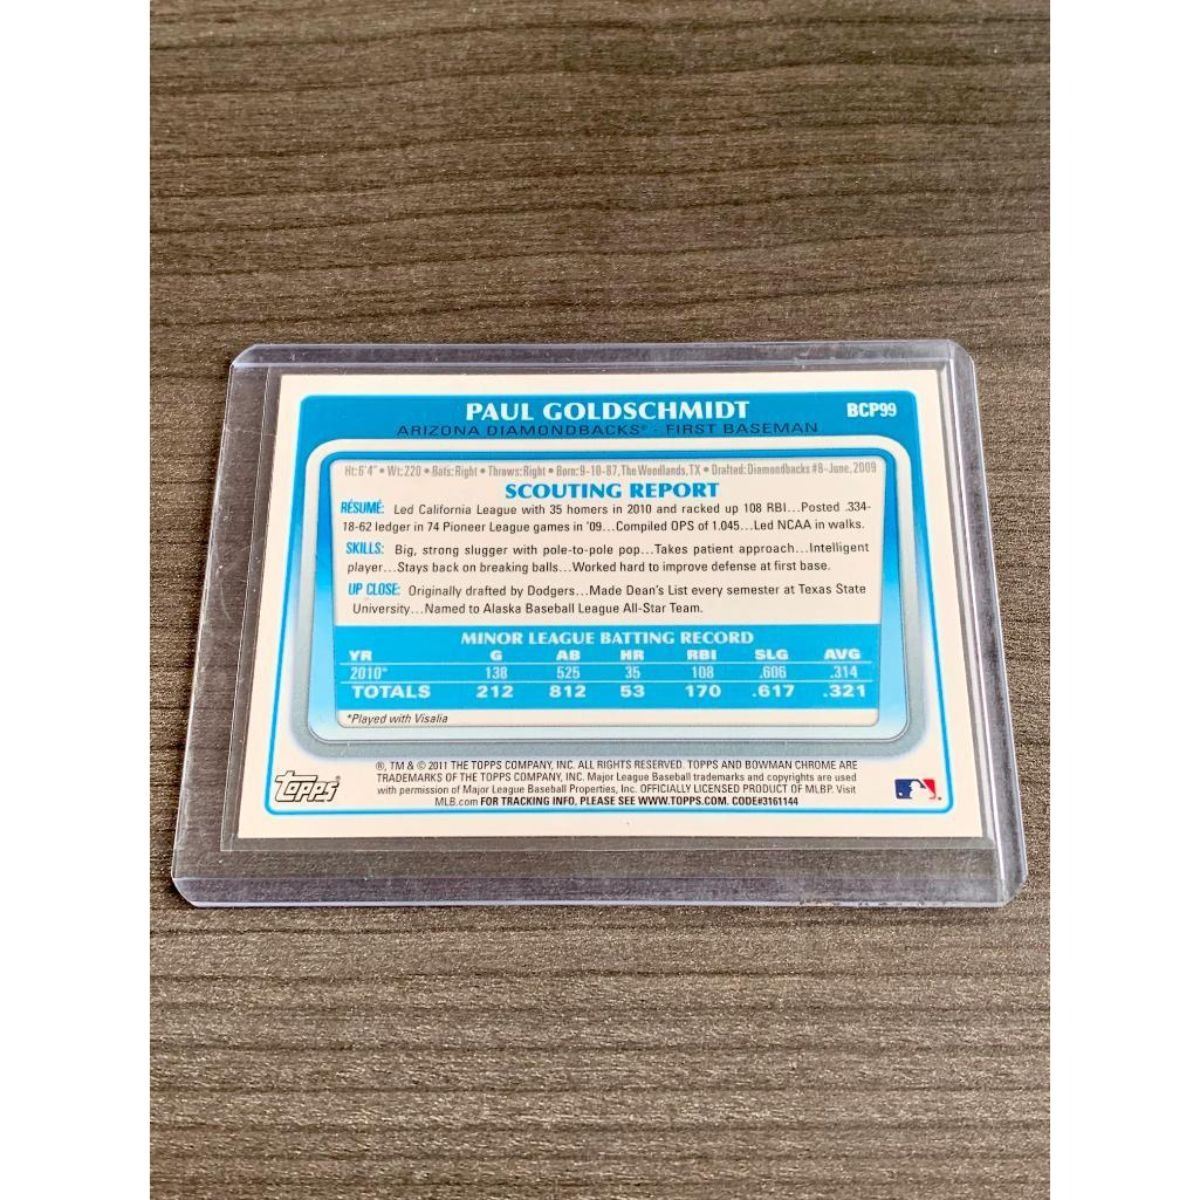 PAUL GOLDSCHMIDT
BCP99
ARIZONA DIAMONDBACKS® - FIRST BASEMAN
Ht: 6'4" • Wt: 220 • Bats: Right • Throws: Right • Born: 9-10-87, The Woodlands, TX • Drafted: Diamondbacks #8-June, 2009
SCOUTING REPORT
RÉSUMÉ: Led California League with 35 homers in 2010 and racked up 108 RBI...Posted .334-
18-62 ledger in 74 Pioneer League games in '09...Compiled OPS of 1.045...Led NCAA in walks.
SKILLS: Big, strong slugger with pole-to-pole pop...Takes patient approach...Intelligent
player...Stays back on breaking balls...Worked hard to improve defense at first base.
UP CLOSE: Originally drafted by Dodgers...Made Dean's List every semester at Texas State
University...Named to Alaska Baseball League All-Star Team.
MINOR LEAGUE BATTING RECORD
YR G AB HR RBI SLG AVG
2010* 138 525 35 108 .606 .314
TOTALS 212 812 53 170 .617 .321
*Played with Visalia
®, TM & © 2011 THE TOPPS COMPANY, INC. ALL RIGHTS RESERVED. TOPPS AND BOWMAN CHROME ARE
TRADEMARKS OF THE TOPPS COMPANY, INC. Major League Baseball trademarks and copyrights are used
with permission of Major League Baseball Properties, Inc. OFFICIALLY LICENSED PRODUCT OF MLBP. Visit
MLB.com FOR TRACKING INFO, PLEASE SEE WWW.TOPPS.COM. CODE#3161144
Topps®